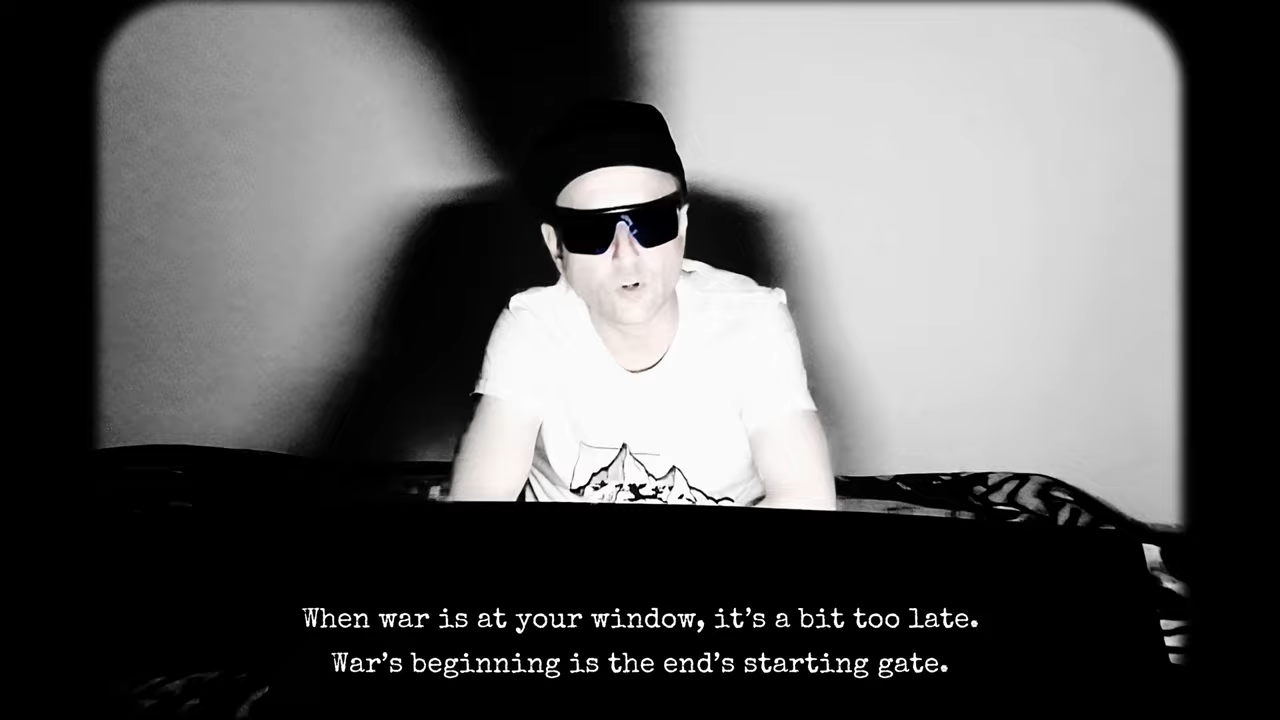 When war is at your window, it’s a bit too late.
War’s beginning is the end’s starting gate.